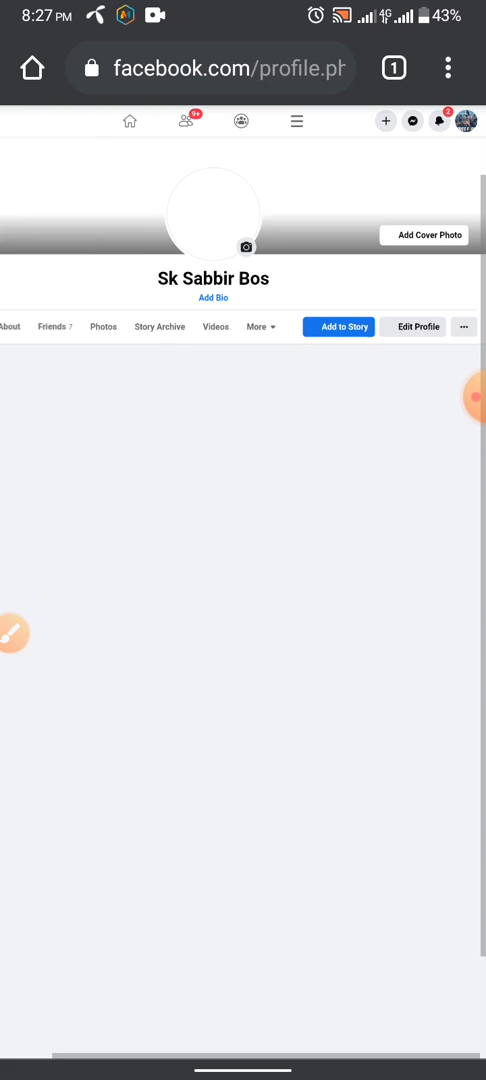 8:27 PM 4G 43%
facebook.com/profile.ph 1
9+ 2
Add Cover Photo
Sk Sabbir Bos
Add Bio
About Friends 7 Photos Story Archive Videos More Add to Story Edit Profile